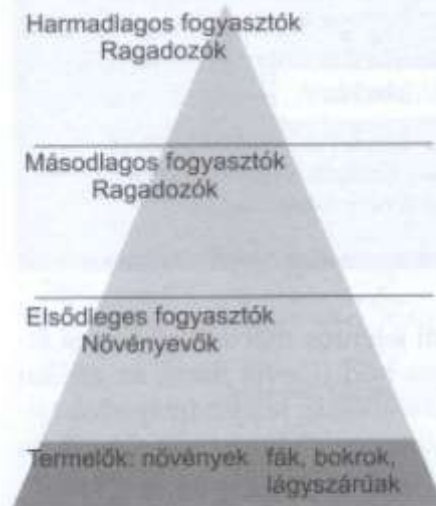 Harmadlagos fogyasztók
Ragadozók
Másodlagos fogyasztók
Ragadozók
Elsődleges fogyasztók
Növényevők
Termelők: növények fák, bokrok,
lágyszárúak